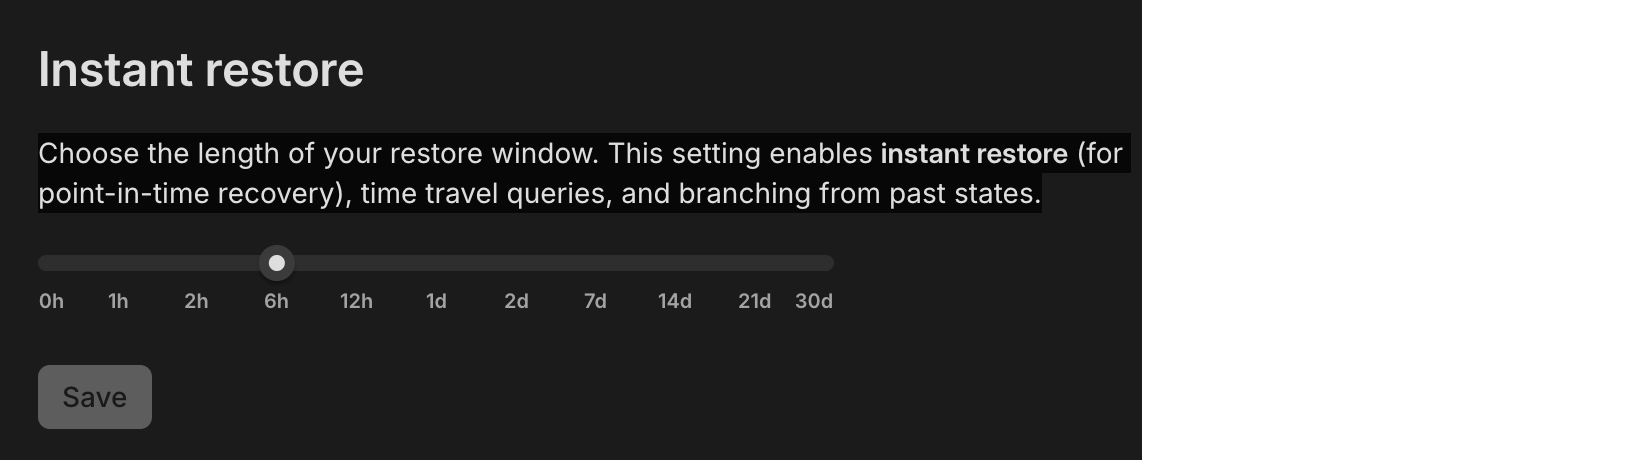 Instant restore
Choose the length of your restore window. This setting enables instant restore (for
point-in-time recovery), time travel queries, and branching from past states.
0h 1h 2h 6h 12h 1d 2d 7d 14d 21d 30d
Save